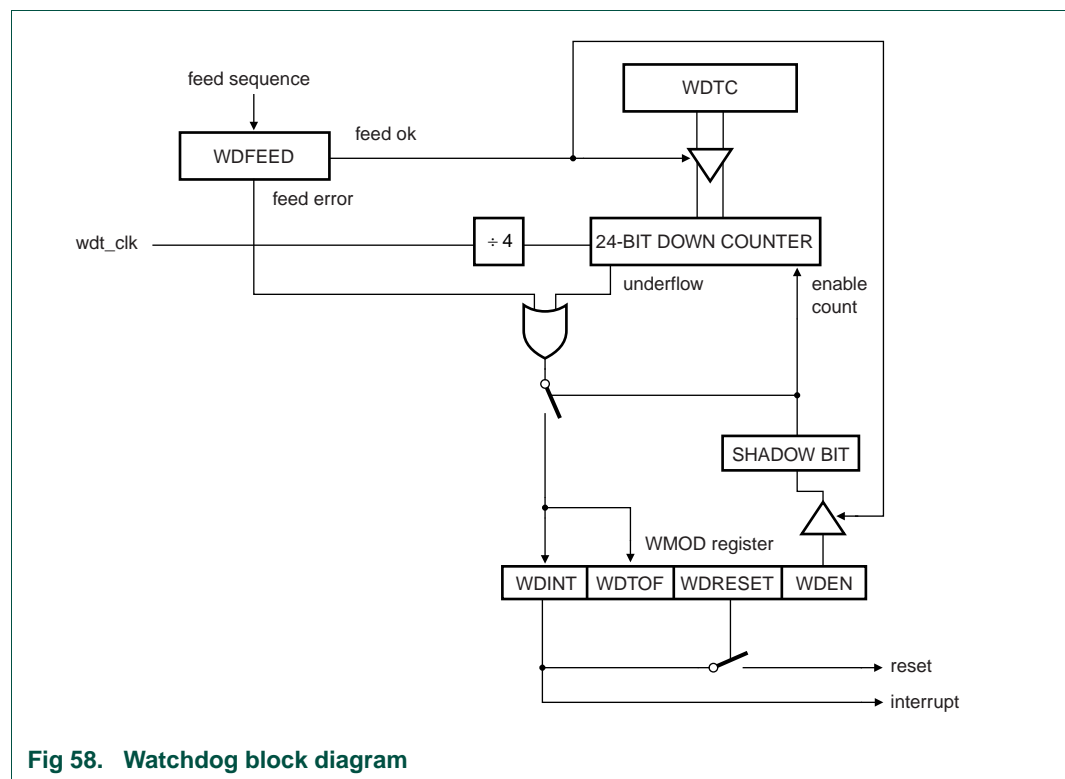 feed sequence
WDTC
feed ok
WDFEED
feed error
wdt_clk
÷ 4
24-BIT DOWN COUNTER
underflow
enable
count
SHADOW BIT
WMOD register
WDINT
WDTOF
WDRESET
WDEN
reset
interrupt
Fig 58. Watchdog block diagram